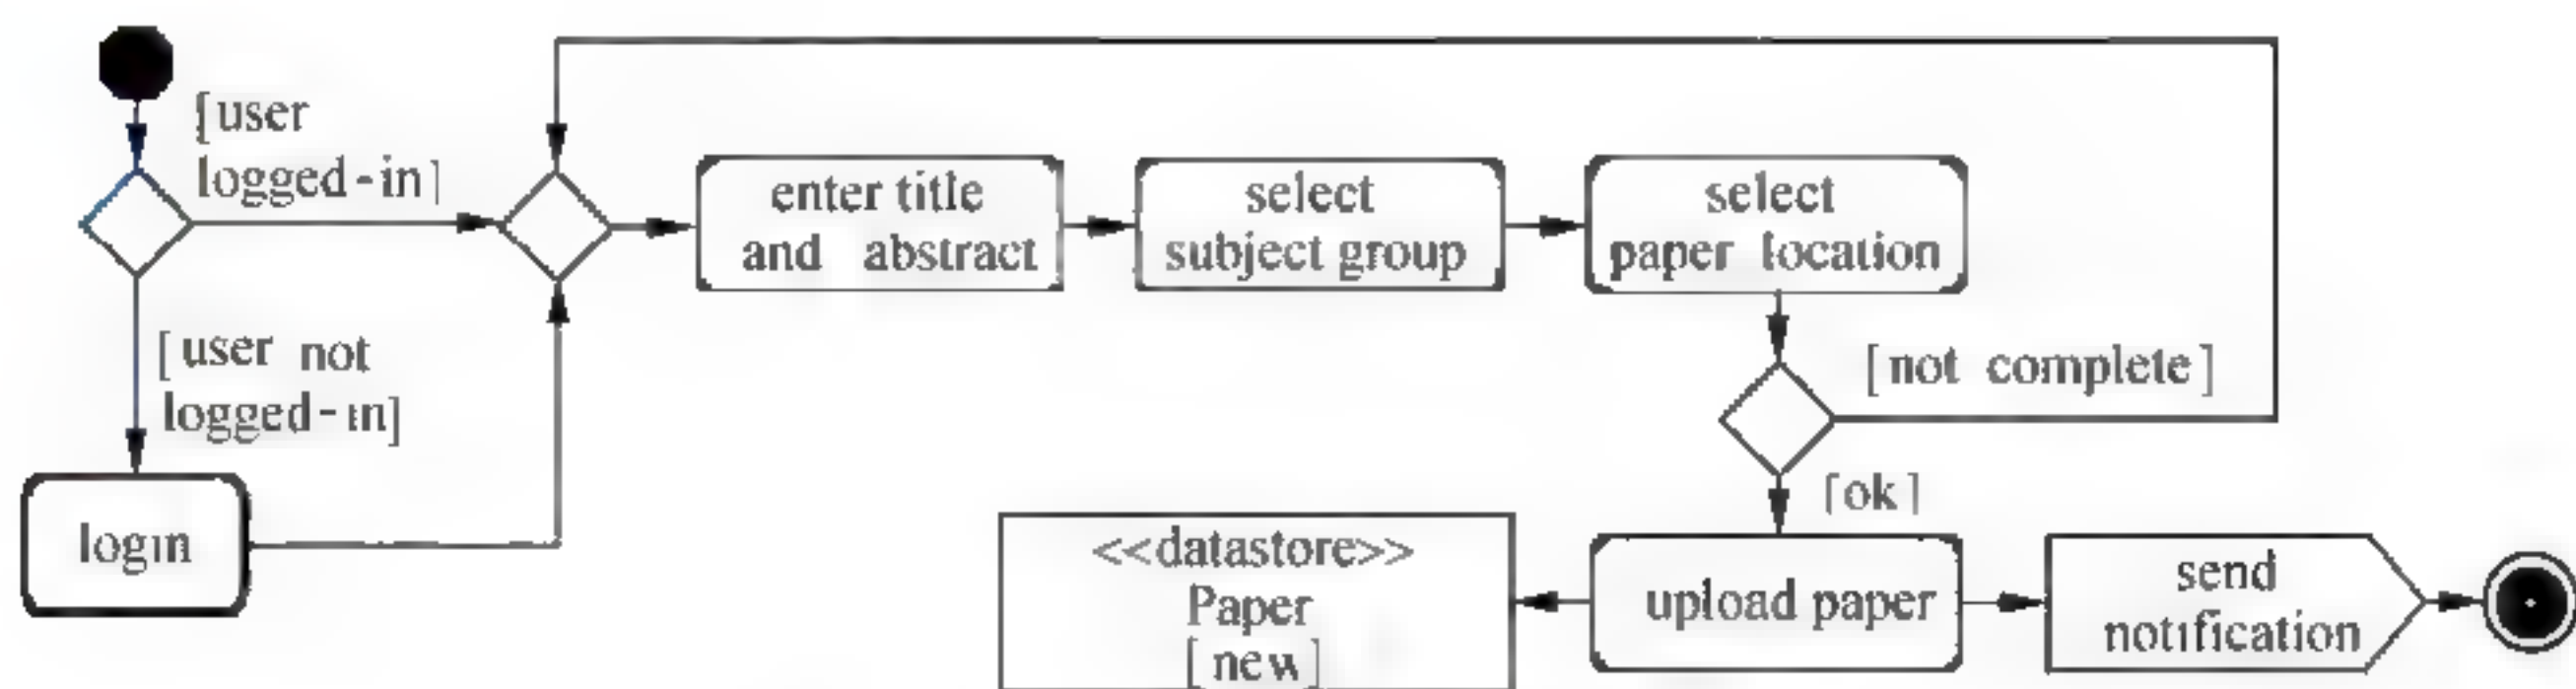 [user
logged-in]
enter title
and abstract
select
subject group
select
paper location
[user not
logged-in]
[not complete]
login
[ok]
<<datastore>>
Paper
[new]
upload paper
send
notification